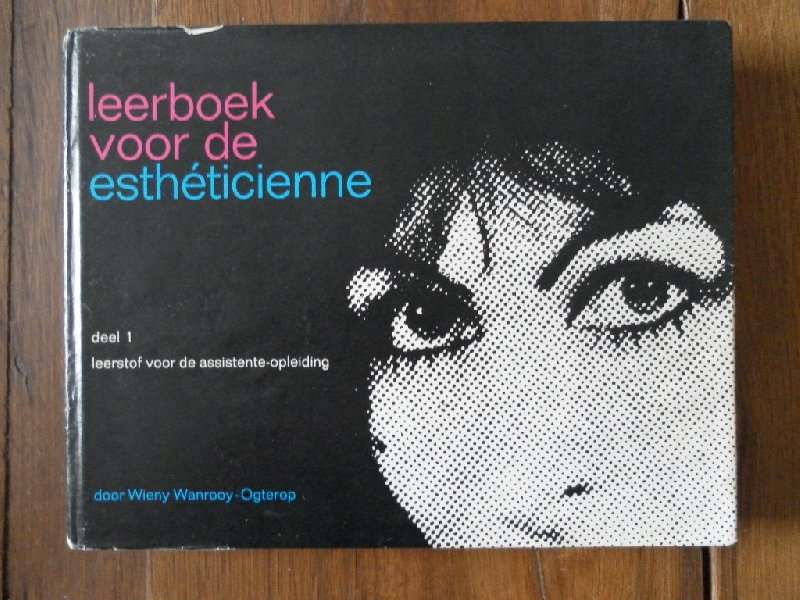 leerboek
voor de
esthéticienne
deel 1
leerstof voor de assistente-opleiding
door Wieny Wanrooy-Ogterop